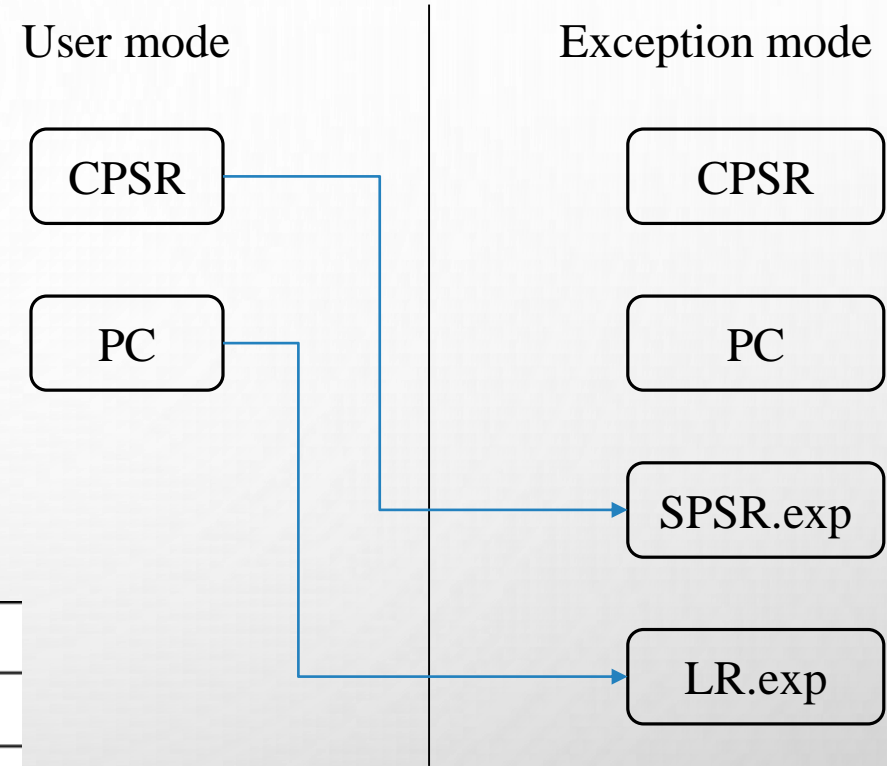 User mode
Exception mode
CPSR
CPSR
PC
PC
SPSR.exp
LR.exp